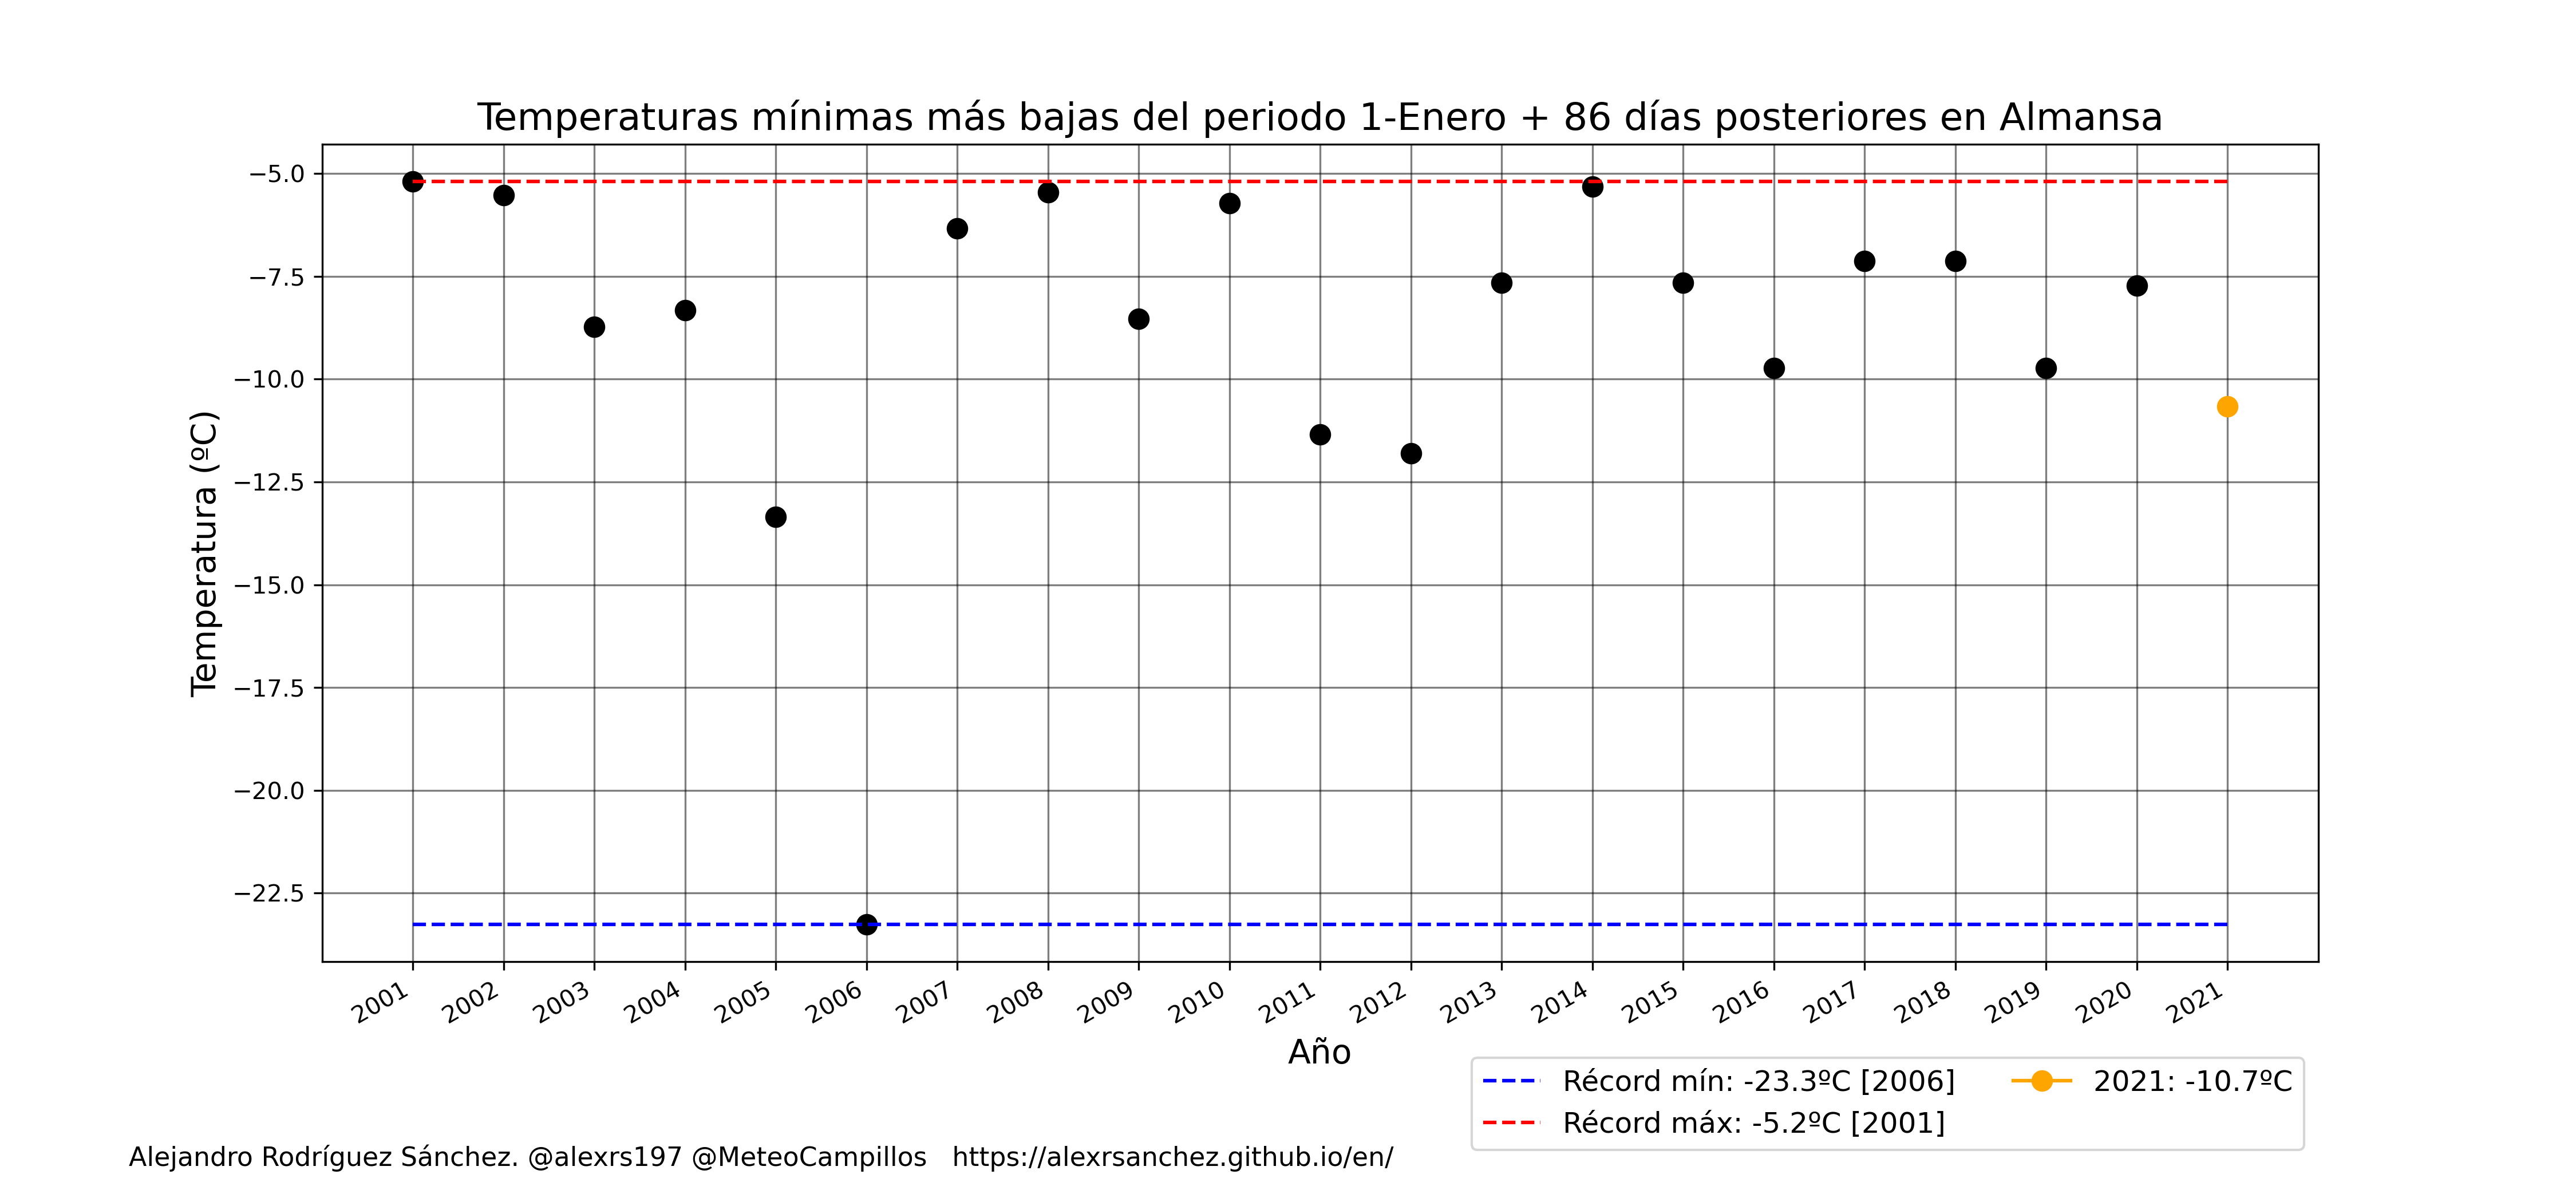 Temperaturas mínimas más bajas del periodo 1-Enero + 86 días posteriores en Almansa
Temperatura (ºC)
−5.0
−7.5
−10.0
−12.5
−15.0
−17.5
−20.0
−22.5
2001 2002 2003 2004 2005 2006 2007 2008 2009 2010 2011 2012 2013 2014 2015 2016 2017 2018 2019 2020 2021
Año
Récord mín: -23.3ºC [2006]
Récord máx: -5.2ºC [2001]
2021: -10.7ºC
Alejandro Rodríguez Sánchez. @alexrs197 @MeteoCampillos   https://alexrsanchez.github.io/en/